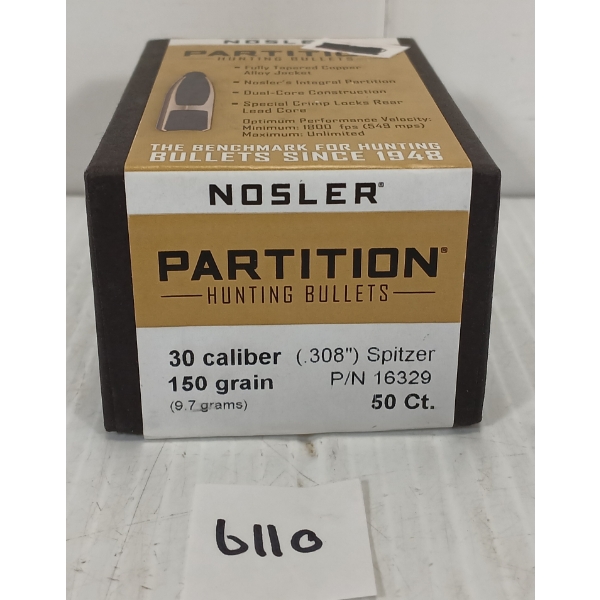 NOSLER
PARTITION
HUNTING BULLETS
• Fully Tapered Copper-
Alloy Jacket
• Nosler's Integral Partition
• Dual-Core Construction
• Special Crimp Locks Rear
Lead Core
Optimum Performance Velocity:
Minimum: 1800 fps (549 mps)
Maximum: Unlimited
THE BENCHMARK FOR HUNTING
BULLETS SINCE 1948
NOSLER®
PARTITION®
HUNTING BULLETS
30 caliber (.308") Spitzer
150 grain P/N 16329
(9.7 grams) 50 Ct.
6110